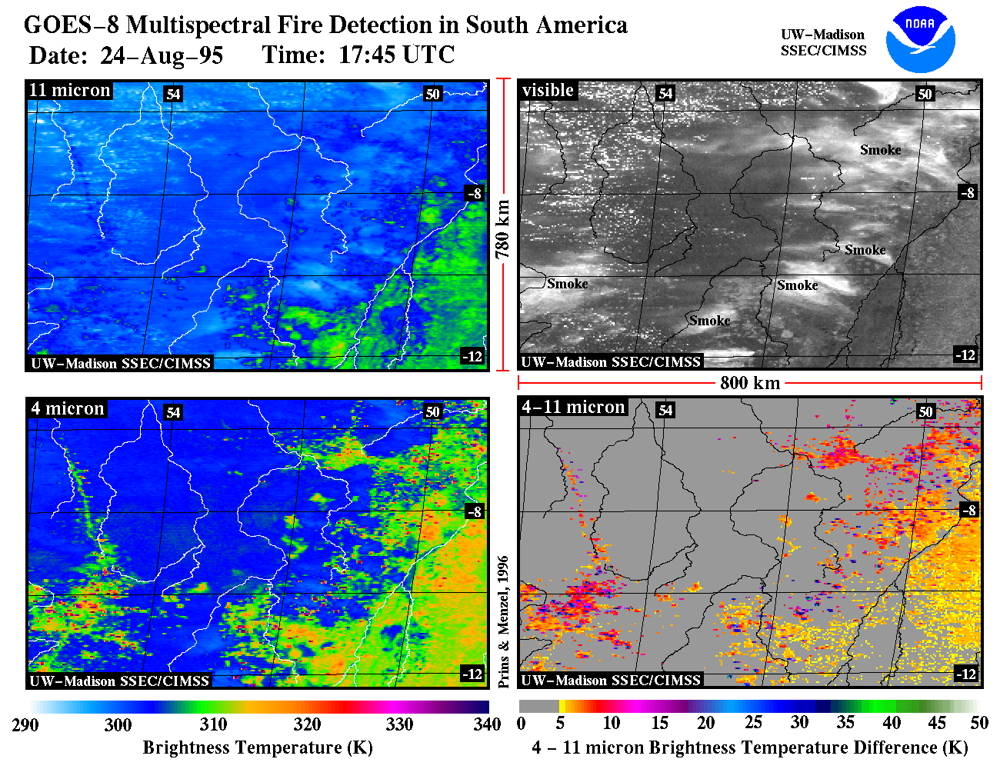 GOES−8 Multispectral Fire Detection in South America
Date: 24−Aug−95 Time: 17:45 UTC
UW−Madison
SSEC/CIMSS
NOAA
11 micron
54
50
-8
-12
UW−Madison SSEC/CIMSS
780 km
visible
54
50
Smoke
-8
Smoke
Smoke
Smoke
Smoke
-12
UW−Madison SSEC/CIMSS
800 km
4 micron
54
50
-8
-12
UW−Madison SSEC/CIMSS
Prins & Menzel, 1996
4−11 micron
54
50
-8
-12
UW−Madison SSEC/CIMSS
290 300 310 320 330 340
Brightness Temperature (K)
0 5 10 15 20 25 30 35 40 45 50
4 − 11 micron Brightness Temperature Difference (K)